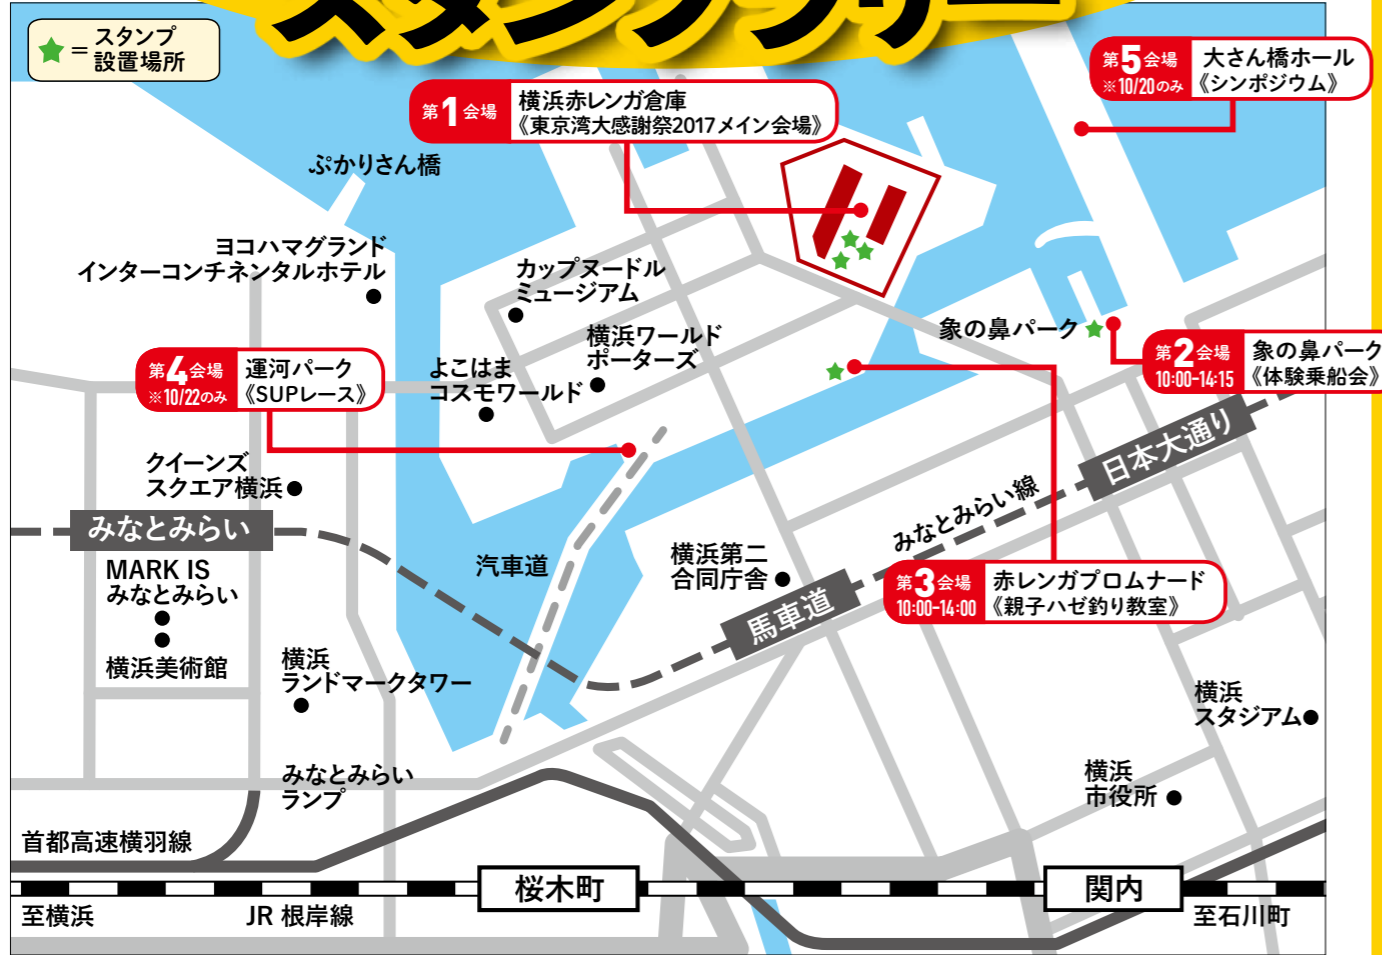 スタンプラリー
★=スタンプ
設置場所
第5会場
※10/20のみ
大さん橋ホール
《シンポジウム》
第1会場
横浜赤レンガ倉庫
《東京湾大感謝祭2017メイン会場》
ぷかりさん橋
ヨコハマグランド
インターコンチネンタルホテル
カップヌードル
ミュージアム
横浜ワールド
ポーターズ
象の鼻パーク
第2会場
10:00-14:15
象の鼻パーク
《体験乗船会》
第4会場
※10/22のみ
運河パーク
《SUPレース》
よこはま
コスモワールド
クイーンズ
スクエア横浜
日本大通り
みなとみらい線
みなとみらい
MARK IS
みなとみらい
横浜美術館
汽車道
横浜第二
合同庁舎
馬車道
第3会場
10:00-14:00
赤レンガプロムナード
《親子ハゼ釣り教室》
横浜
ランドマークタワー
横浜
スタジアム
みなとみらい
ランプ
横浜
市役所
首都高速横羽線
桜木町
関内
至横浜
JR 根岸線
至石川町